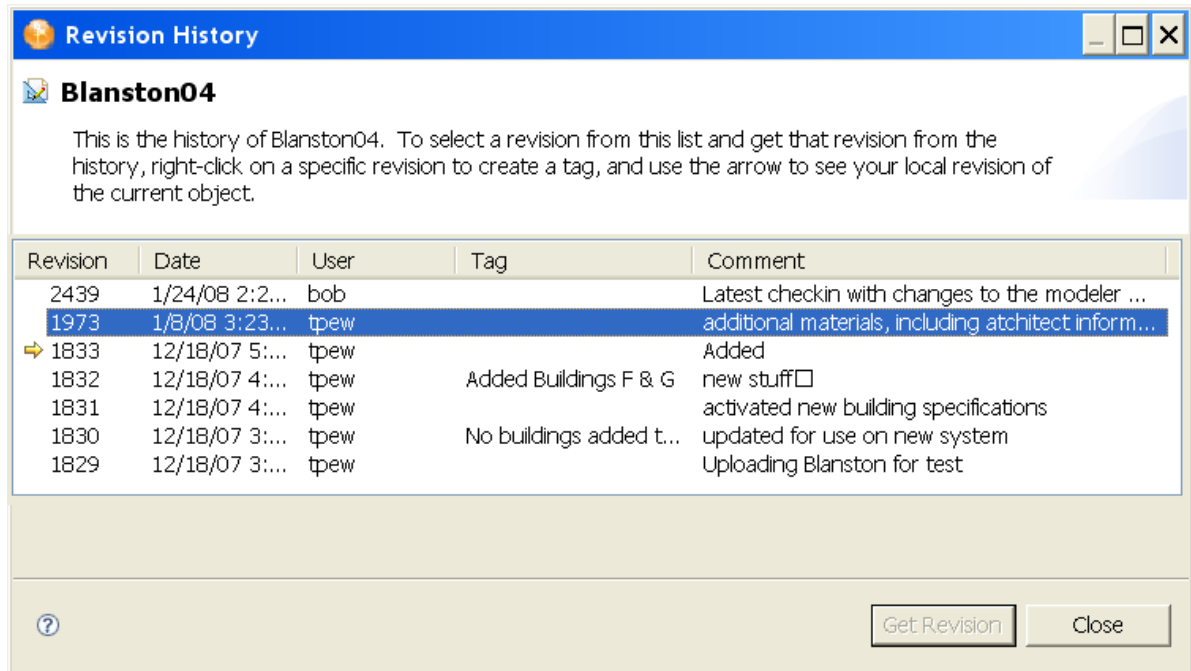 Revision History
Blanston04
This is the history of Blanston04. To select a revision from this list and get that revision from the
history, right-click on a specific revision to create a tag, and use the arrow to see your local revision of
the current object.
Revision Date User Tag Comment
2439 1/24/08 2:2... bob Latest checkin with changes to the modeler ...
1973 1/8/08 3:23... tpew additional materials, including atchitect inform...
1833 12/18/07 5:... tpew Added
1832 12/18/07 4:... tpew Added Buildings F & G new stuff□
1831 12/18/07 4:... tpew activated new building specifications
1830 12/18/07 3:... tpew No buildings added t... updated for use on new system
1829 12/18/07 3:... tpew Uploading Blanston for test
? Get Revision Close